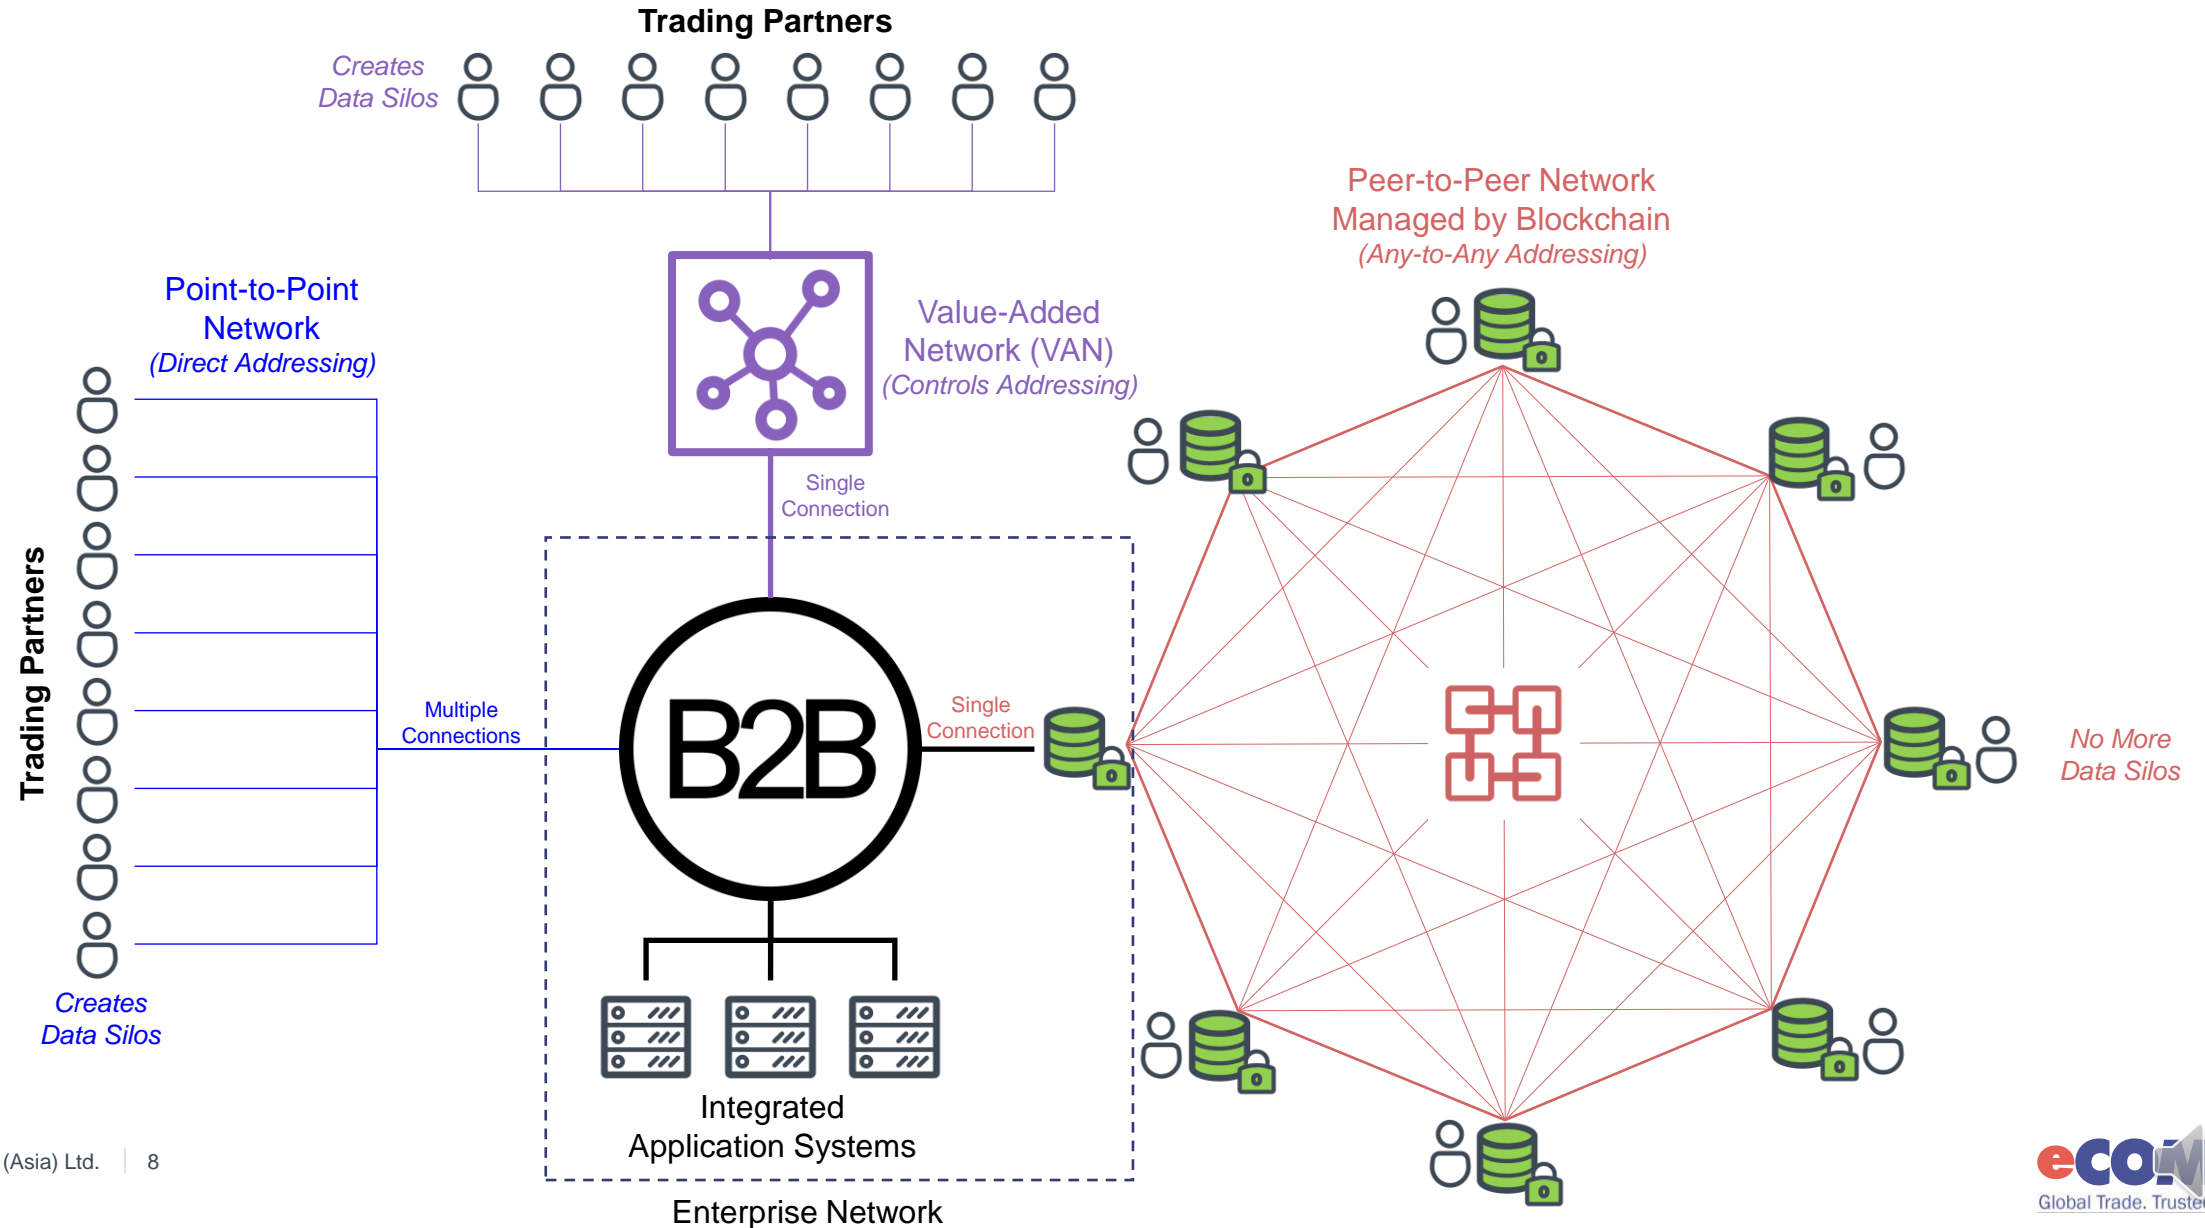 Trading Partners
Creates
Data Silos
Peer-to-Peer Network
Managed by Blockchain
(Any-to-Any Addressing)
Point-to-Point
Network
(Direct Addressing)
Value-Added
Network (VAN)
(Controls Addressing)
Single
Connection
Trading Partners
Multiple
Connections
B2B
Single
Connection
No More
Data Silos
Creates
Data Silos
Integrated
Application Systems
Enterprise Network
(Asia) Ltd. 8
Global Trade.